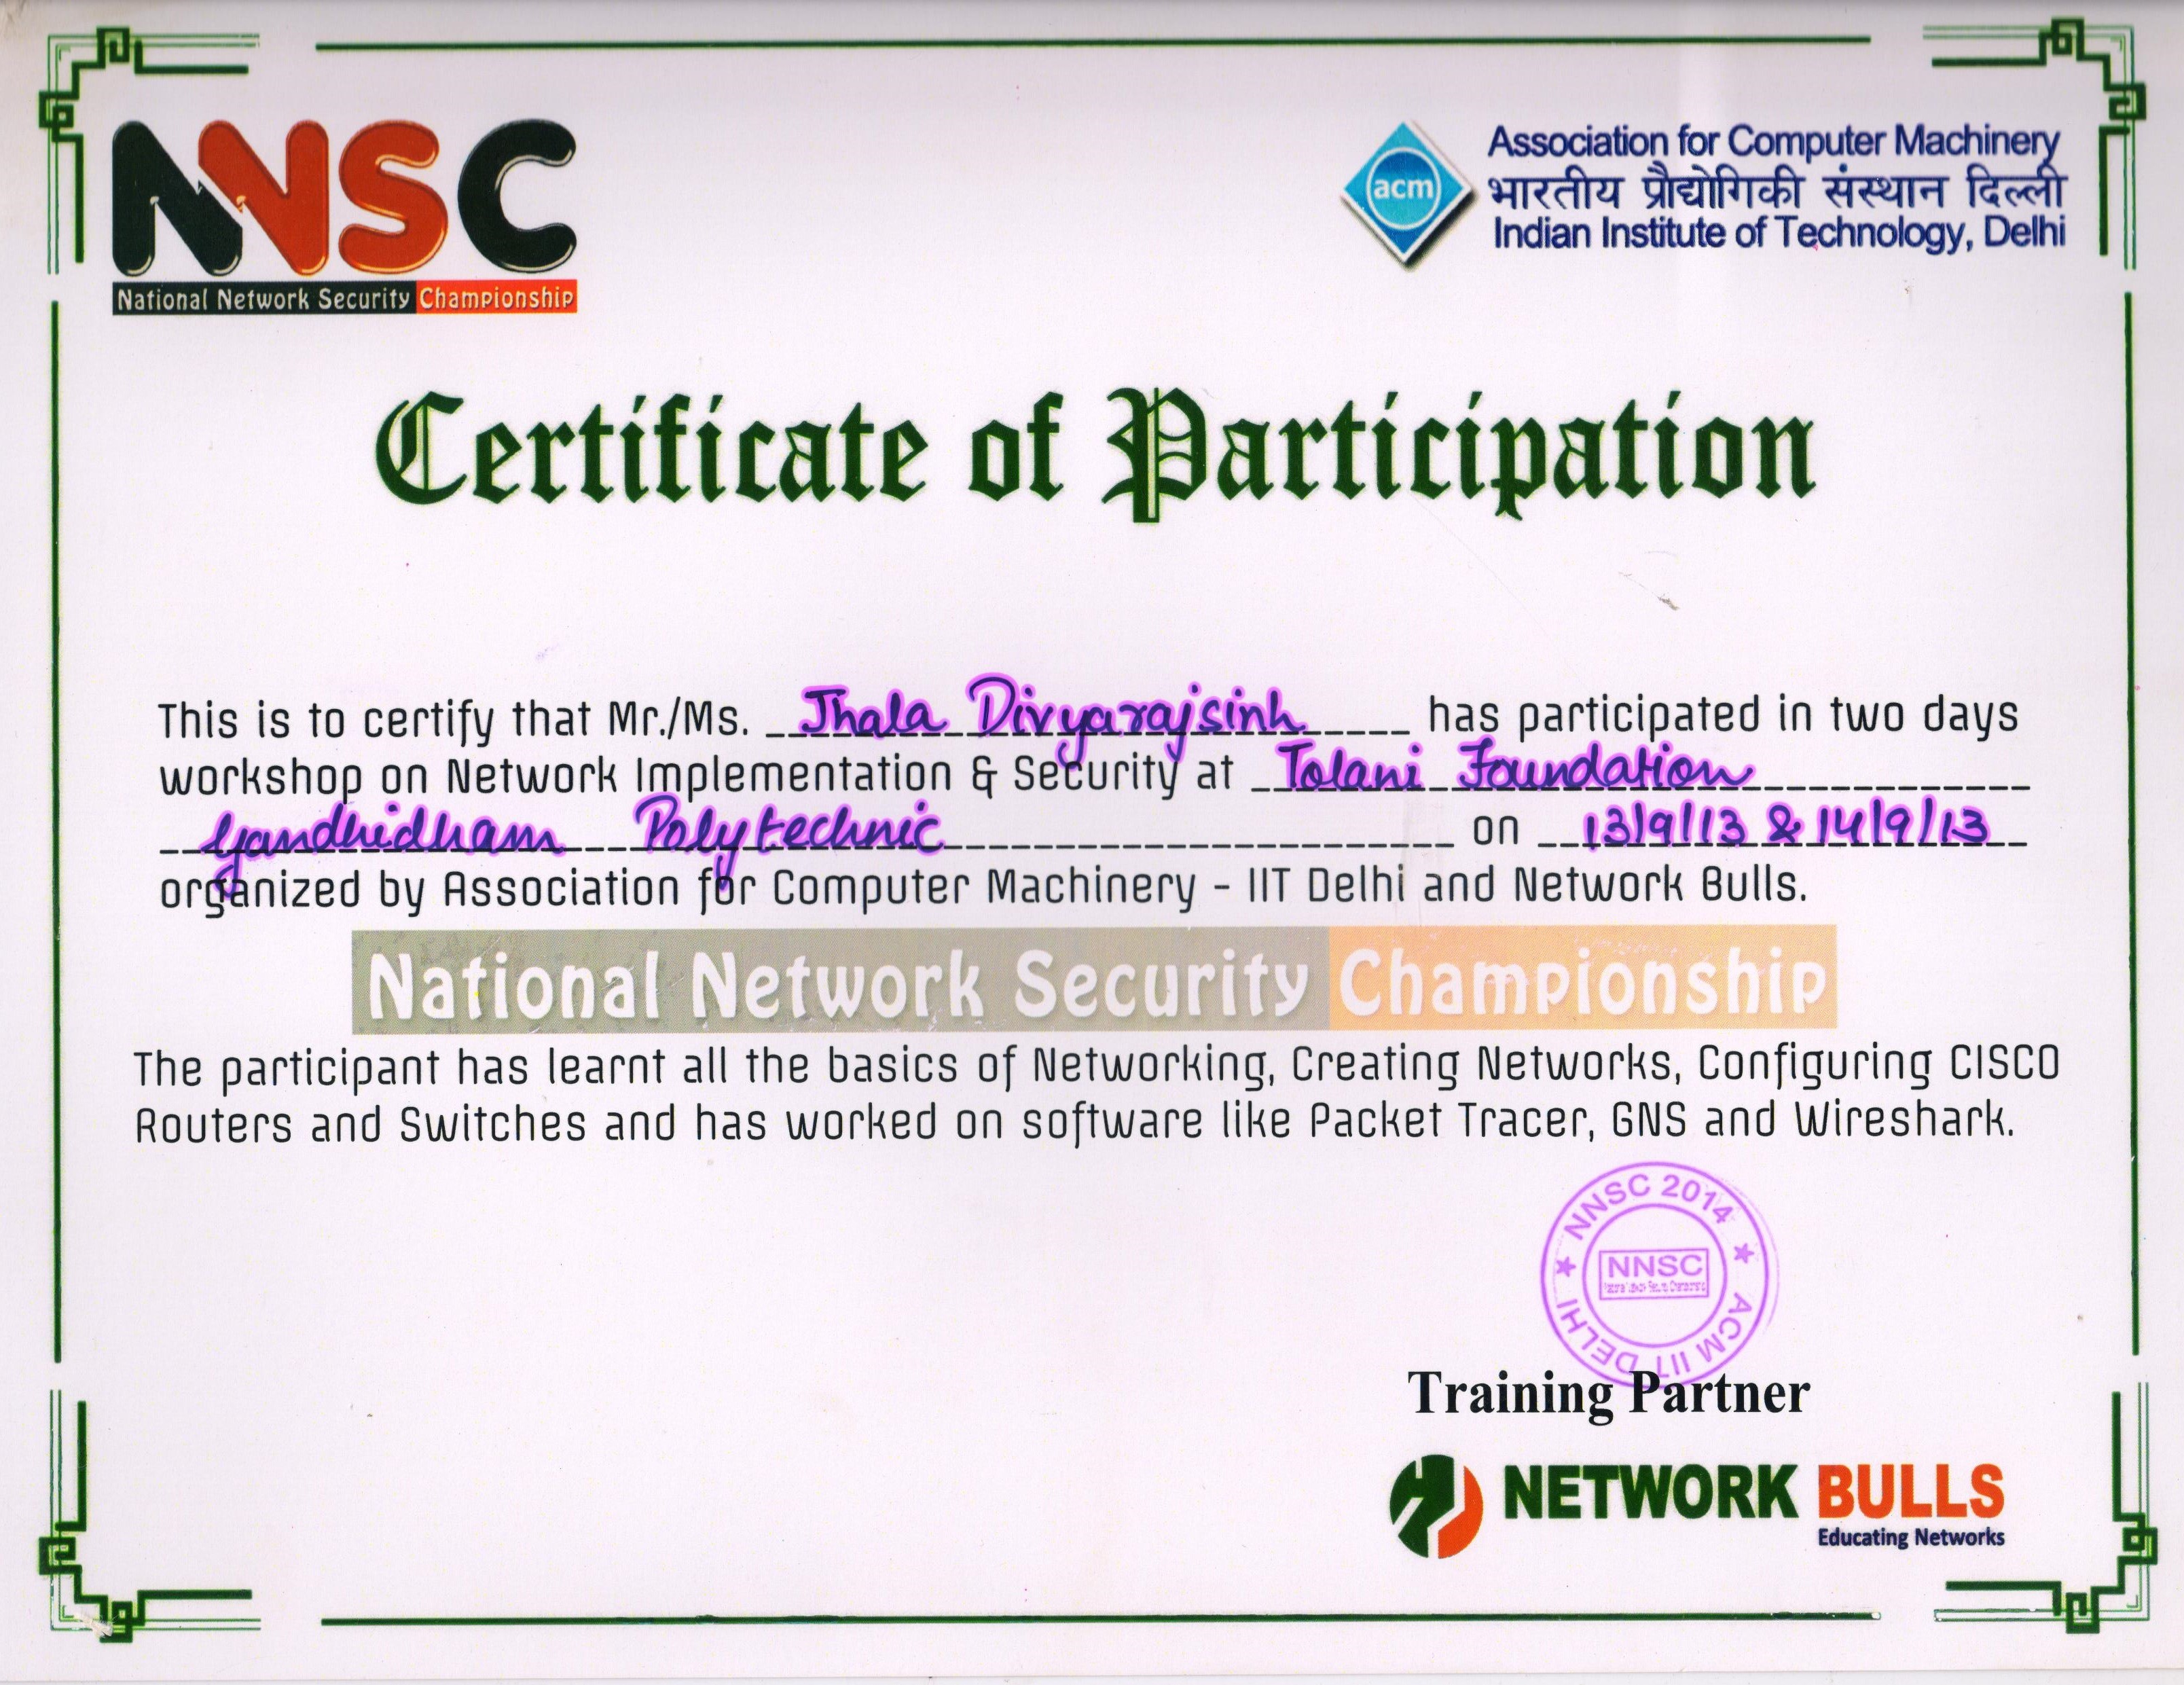 NNSC
National Network Security Championship
acm
Association for Computer Machinery
भारतीय प्रौद्योगिकी संस्थान दिल्ली
Indian Institute of Technology, Delhi
Certificate of Participation
This is to certify that Mr./Ms. Jhala Divyarajsinh has participated in two days
workshop on Network Implementation & Security at Tolani Foundation
Gandhidham Polytechnic on 13/9/13 & 14/9/13
organized by Association for Computer Machinery - IIT Delhi and Network Bulls.
National Network Security Championship
The participant has learnt all the basics of Networking, Creating Networks, Configuring CISCO
Routers and Switches and has worked on software like Packet Tracer, GNS and Wireshark.
NNSC 2014
NNSC
ACM IIT DELHI
Training Partner
NETWORK BULLS
Educating Networks